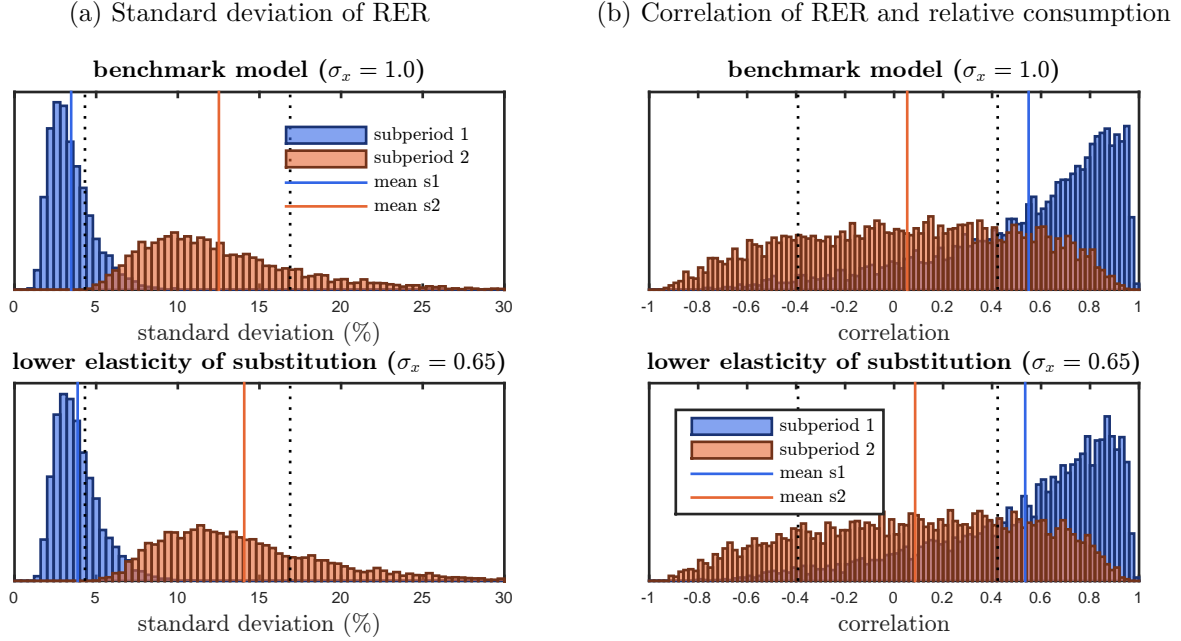 (a) Standard deviation of RER
benchmark model (σx = 1.0)
subperiod 1
subperiod 2
mean s1
mean s2
0 5 10 15 20 25 30
standard deviation (%)
lower elasticity of substitution (σx = 0.65)
0 5 10 15 20 25 30
standard deviation (%)
(b) Correlation of RER and relative consumption
benchmark model (σx = 1.0)
-1 -0.8 -0.6 -0.4 -0.2 0 0.2 0.4 0.6 0.8 1
correlation
lower elasticity of substitution (σx = 0.65)
subperiod 1
subperiod 2
mean s1
mean s2
-1 -0.8 -0.6 -0.4 -0.2 0 0.2 0.4 0.6 0.8 1
correlation